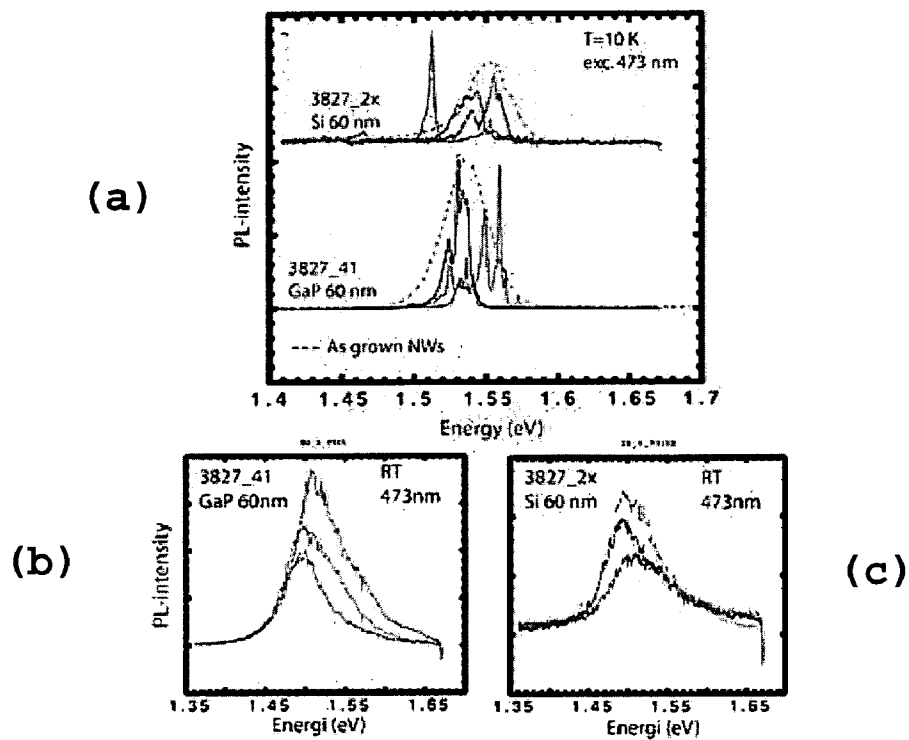 T=10 K
exc. 473 nm
3827_2x
Si 60 nm
(a)
PL-intensity
3827_41
GaP 60 nm
--- As grown NWs
1.4 1.45 1.5 1.55 1.6 1.65 1.7
Energy (eV)
3827_41
GaP 60nm
RT
473nm
3827_2x
Si 60 nm
RT
473nm
(b)
PL-intensity
(c)
1.35 1.45 1.55 1.65
Energi (eV)
1.35 1.45 1.55 1.65
Energi (eV)